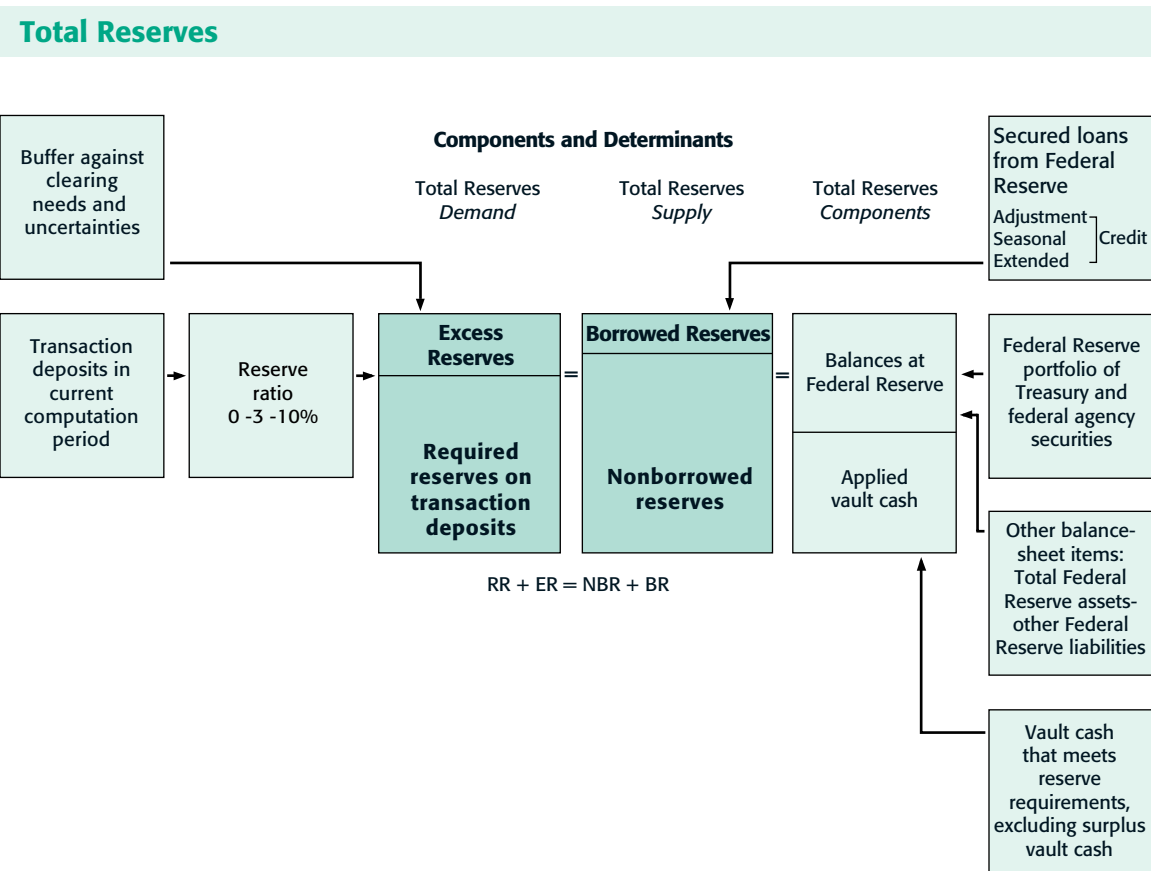 Total Reserves
Components and Determinants
Total Reserves
Demand
Total Reserves
Supply
Total Reserves
Components
Buffer against
clearing
needs and
uncertainties
Secured loans
from Federal
Reserve
Adjustment
Seasonal
Extended
Credit
Transaction
deposits in
current
computation
period
Reserve
ratio
0 -3 -10%
Excess
Reserves
Required
reserves on
transaction
deposits
=
Borrowed Reserves
Nonborrowed
reserves
=
Balances at
Federal Reserve
Applied
vault cash
Federal Reserve
portfolio of
Treasury and
federal agency
securities
Other balance-
sheet items:
Total Federal
Reserve assets-
other Federal
Reserve liabilities
RR + ER = NBR + BR
Vault cash
that meets
reserve
requirements,
excluding surplus
vault cash